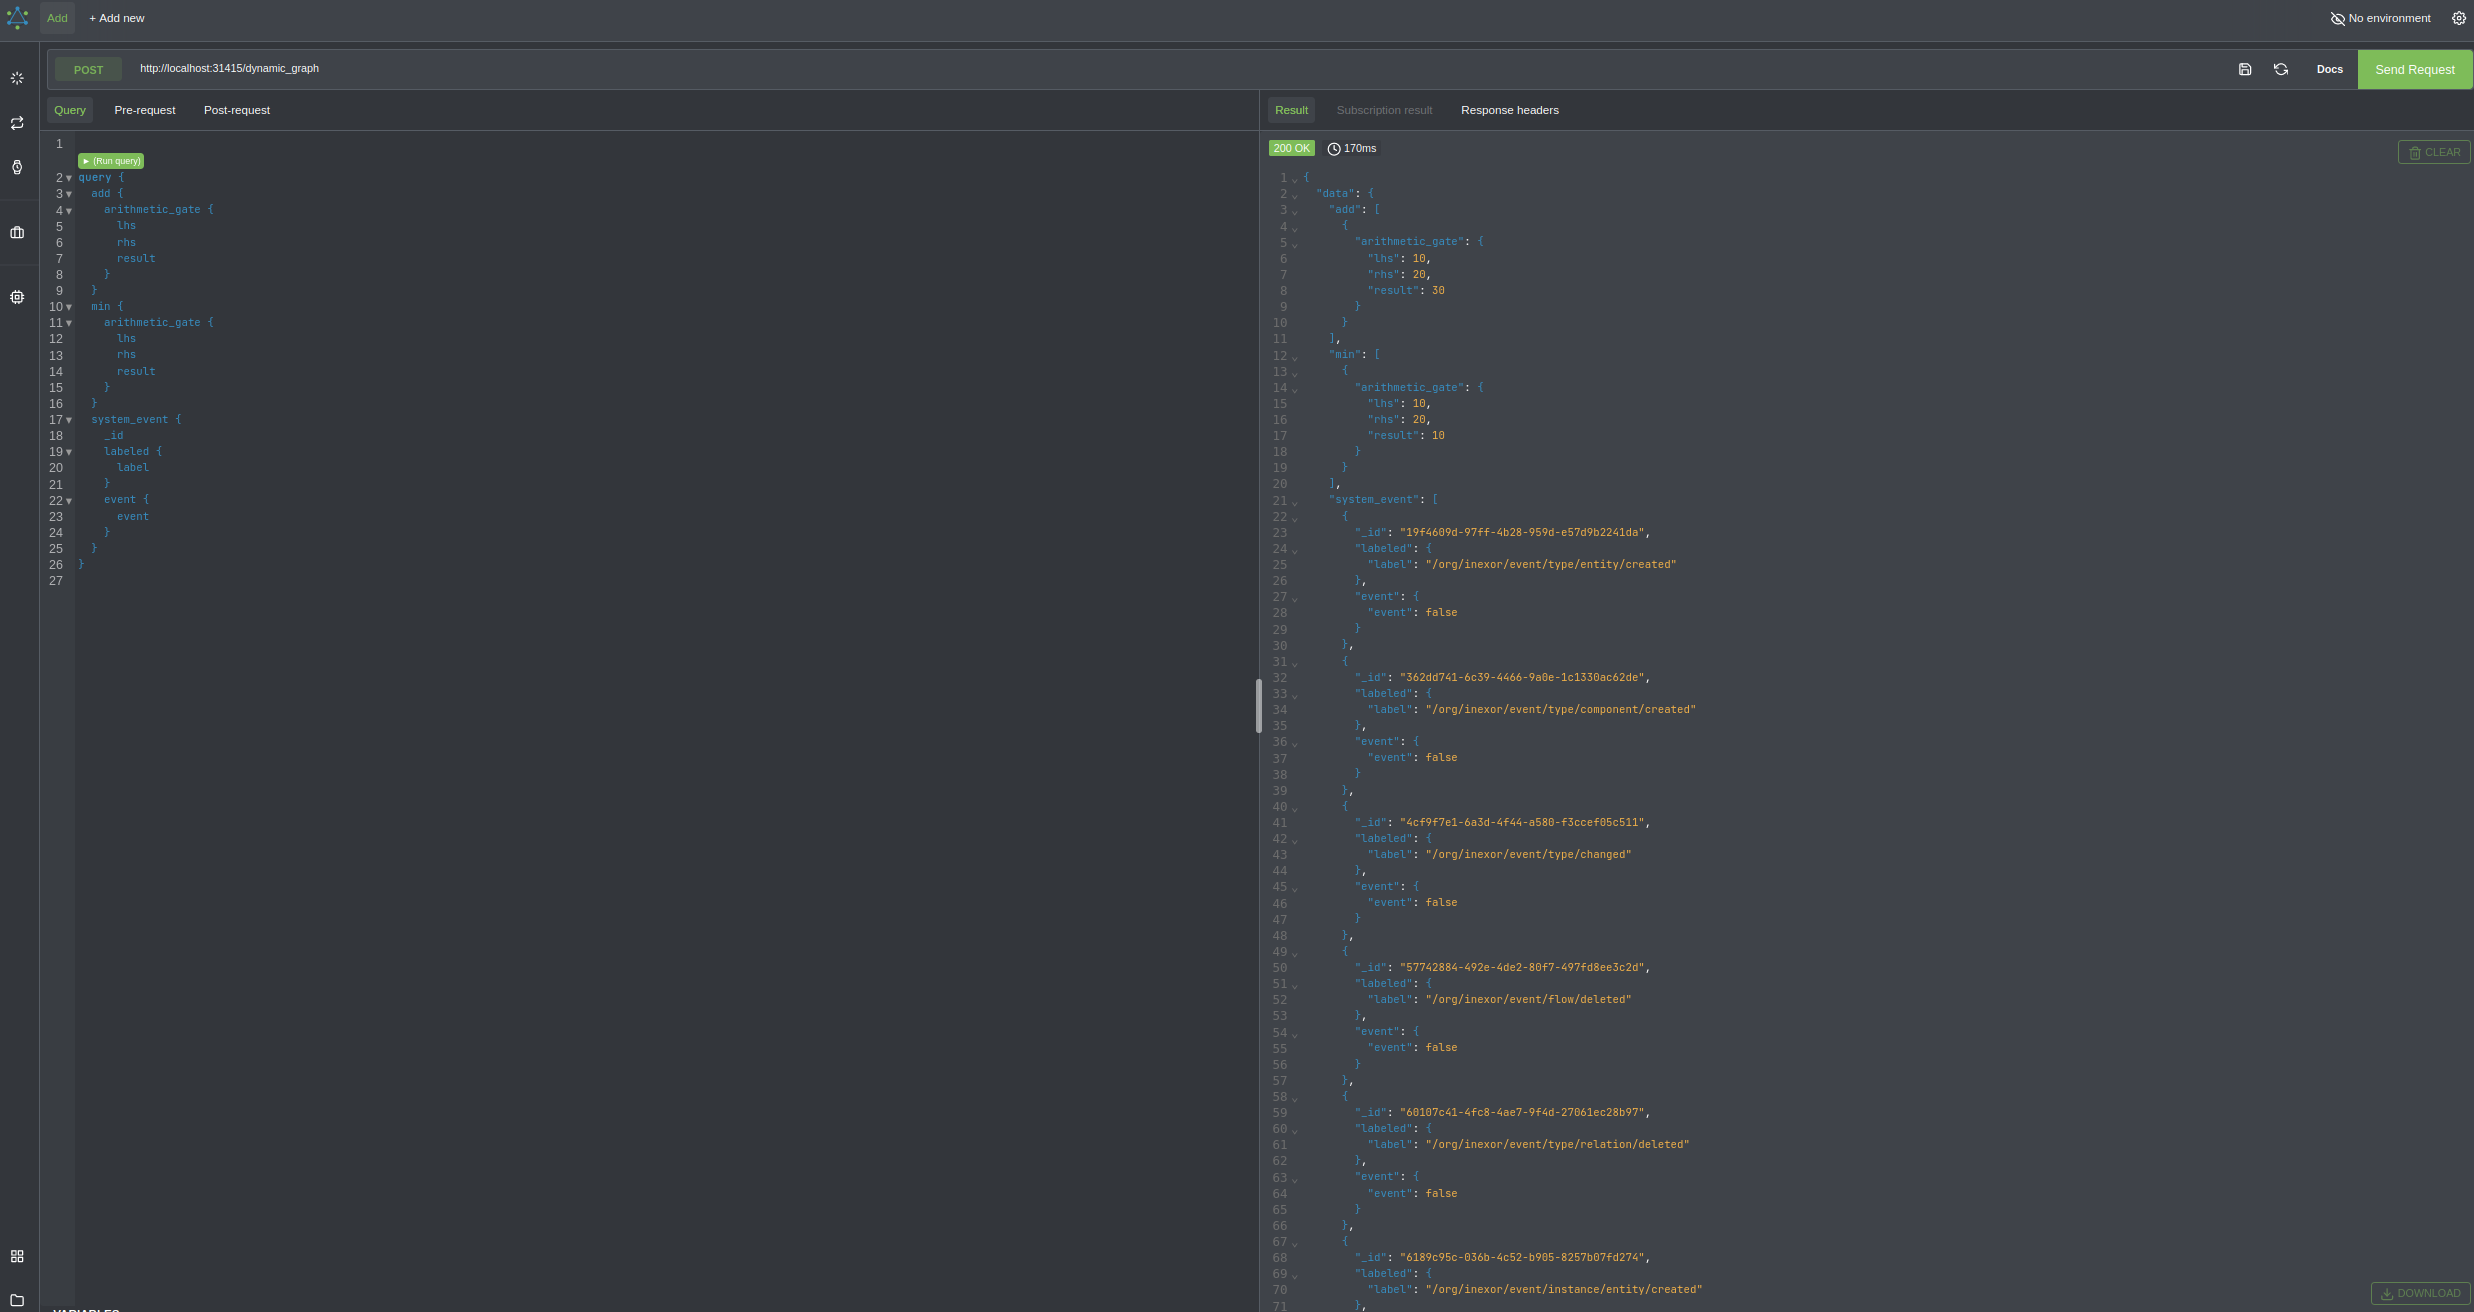 Add + Add new No environment
POST http://localhost:31415/dynamic_graph Docs Send Request
Query Pre-request Post-request
1
▸ (Run query)
2 query {
3 add {
4 arithmetic_gate {
5 lhs
6 rhs
7 result
8 }
9 }
10 min {
11 arithmetic_gate {
12 lhs
13 rhs
14 result
15 }
16 }
17 system_event {
18 _id
19 labeled {
20 label
21 }
22 event {
23 event
24 }
25 }
26 }
27
VARIABLES
Result Subscription result Response headers
200 OK 170ms CLEAR
1 {
2 "data": {
3 "add": [
4 {
5 "arithmetic_gate": {
6 "lhs": 10,
7 "rhs": 20,
8 "result": 30
9 }
10 }
11 ],
12 "min": [
13 {
14 "arithmetic_gate": {
15 "lhs": 10,
16 "rhs": 20,
17 "result": 10
18 }
19 }
20 ],
21 "system_event": [
22 {
23 "_id": "19f4609d-97ff-4b28-959d-e57d9b2241da",
24 "labeled": {
25 "label": "/org/inexor/event/type/entity/created"
26 },
27 "event": {
28 "event": false
29 }
30 },
31 {
32 "_id": "362dd741-6c39-4466-9a0e-1c1330ac62de",
33 "labeled": {
34 "label": "/org/inexor/event/type/component/created"
35 },
36 "event": {
37 "event": false
38 }
39 },
40 {
41 "_id": "4cf9f7e1-6a3d-4f44-a580-f3ccef05c511",
42 "labeled": {
43 "label": "/org/inexor/event/type/changed"
44 },
45 "event": {
46 "event": false
47 }
48 },
49 {
50 "_id": "57742884-492e-4de2-80f7-497fd8ee3c2d",
51 "labeled": {
52 "label": "/org/inexor/event/flow/deleted"
53 },
54 "event": {
55 "event": false
56 }
57 },
58 {
59 "_id": "60107c41-4fc8-4ae7-9f4d-27061ec28b97",
60 "labeled": {
61 "label": "/org/inexor/event/type/relation/deleted"
62 },
63 "event": {
64 "event": false
65 }
66 },
67 {
68 "_id": "6189c95c-036b-4c52-b905-8257b07fd274",
69 "labeled": {
70 "label": "/org/inexor/event/instance/entity/created"
71 },
DOWNLOAD